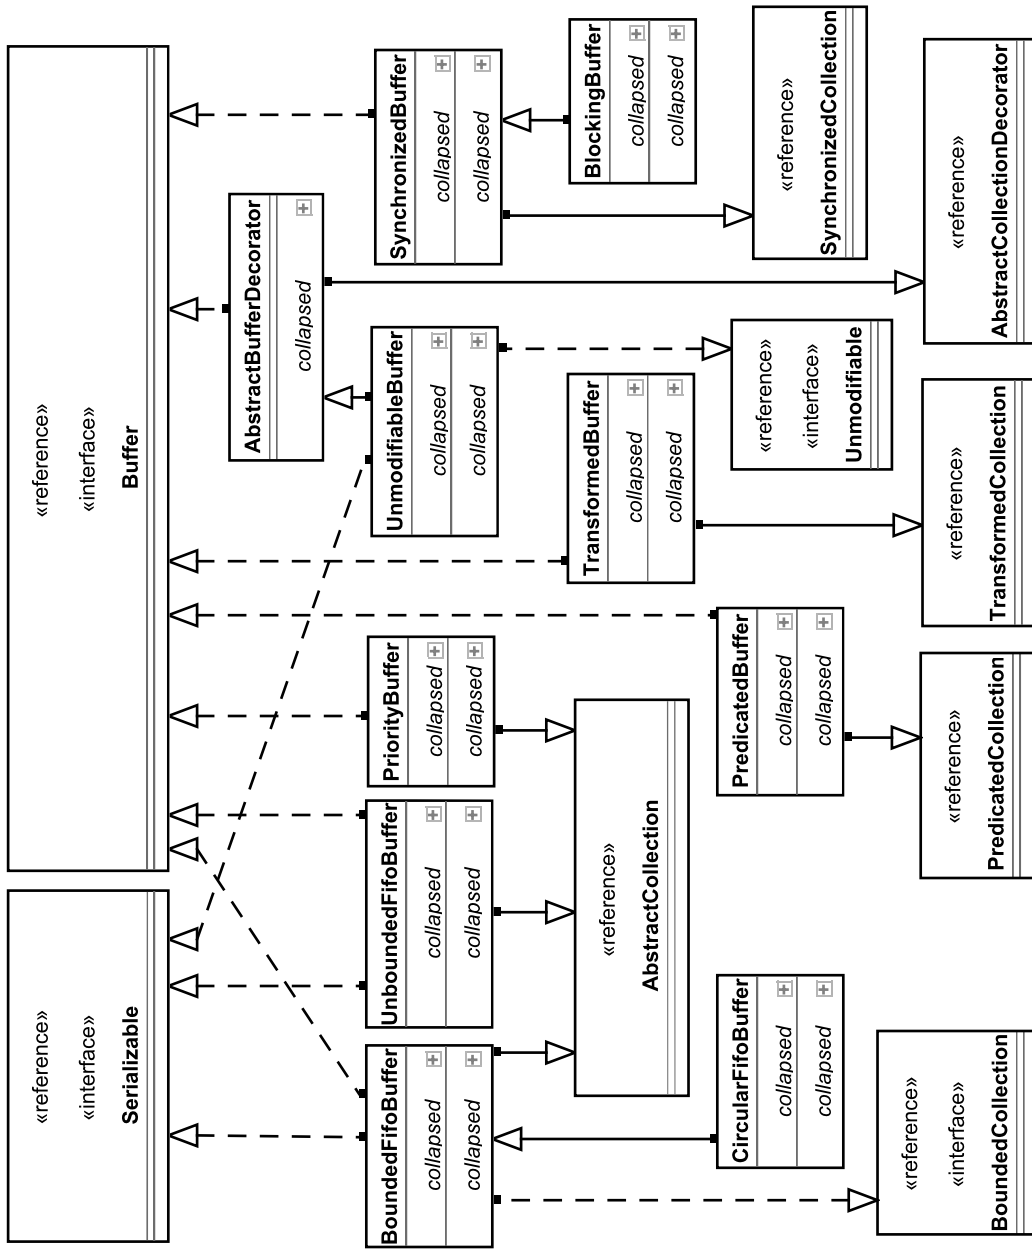 «reference»
«interface»
Serializable
«reference»
«interface»
Buffer
AbstractBufferDecorator
collapsed
BoundedFifoBuffer
collapsed
collapsed
UnboundedFifoBuffer
collapsed
collapsed
PriorityBuffer
collapsed
collapsed
UnmodifiableBuffer
collapsed
collapsed
SynchronizedBuffer
collapsed
collapsed
«reference»
AbstractCollection
TransformedBuffer
collapsed
collapsed
BlockingBuffer
collapsed
collapsed
CircularFifoBuffer
collapsed
collapsed
PredicatedBuffer
collapsed
collapsed
«reference»
«interface»
Unmodifiable
«reference»
SynchronizedCollection
«reference»
«interface»
BoundedCollection
«reference»
PredicatedCollection
«reference»
TransformedCollection
«reference»
AbstractCollectionDecorator